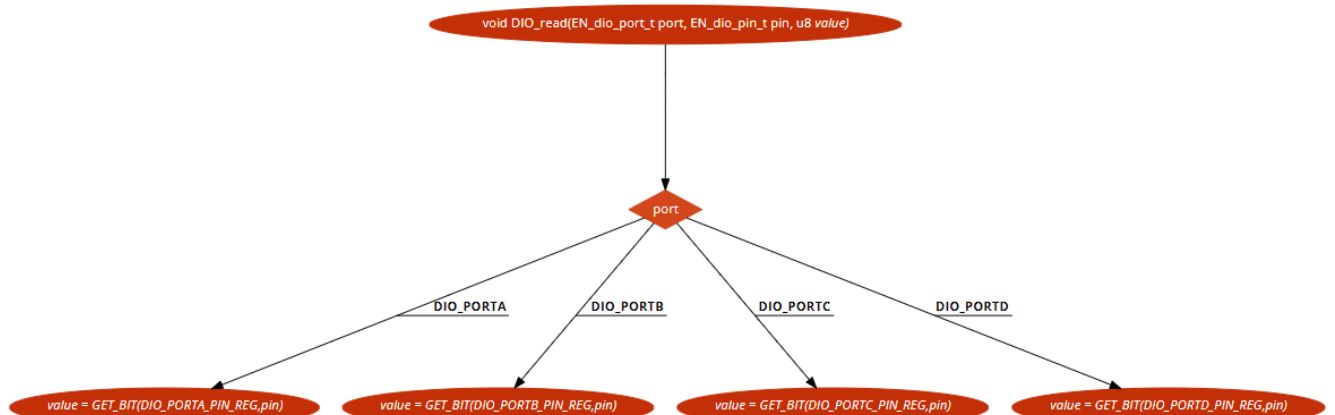 void DIO_read(EN_dio_port_t port, EN_dio_pin_t pin, u8 value)
port
DIO_PORTA
DIO_PORTB
DIO_PORTC
DIO_PORTD
value = GET_BIT(DIO_PORTA_PIN_REG,pin)
value = GET_BIT(DIO_PORTB_PIN_REG,pin)
value = GET_BIT(DIO_PORTC_PIN_REG,pin)
value = GET_BIT(DIO_PORTD_PIN_REG,pin)